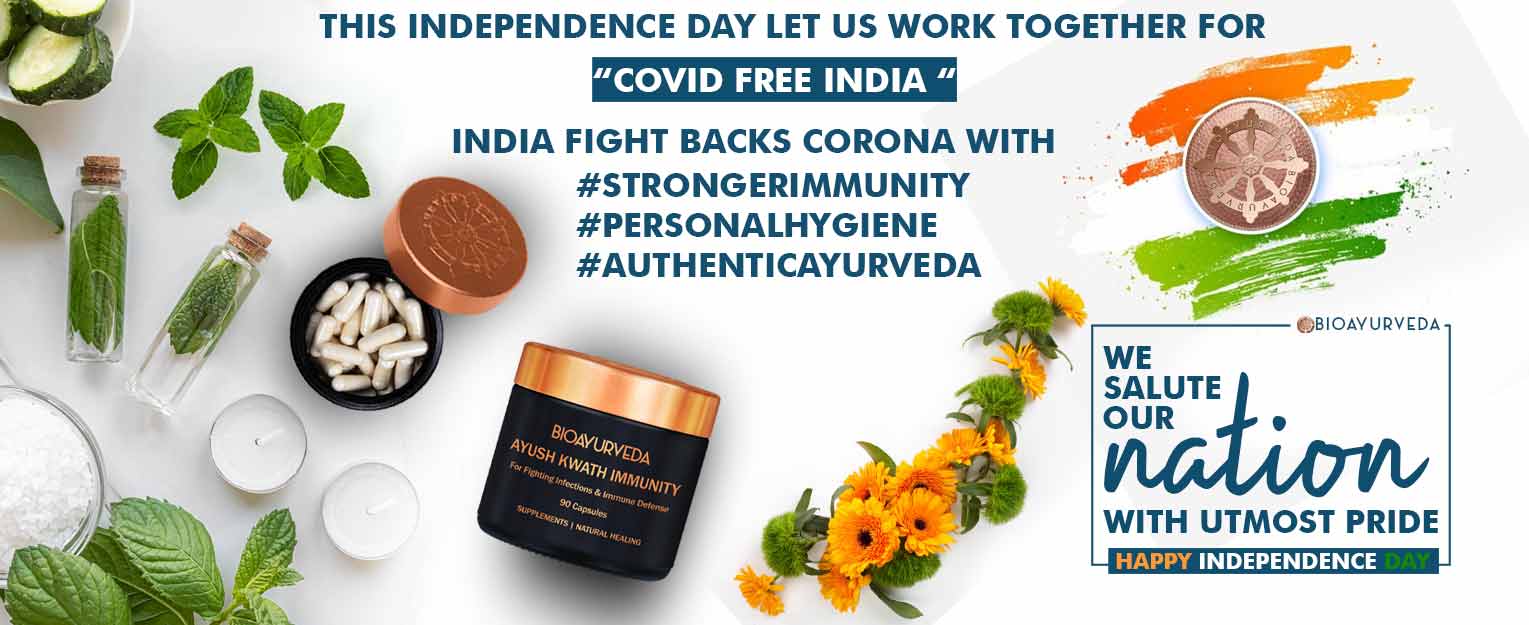 THIS INDEPENDENCE DAY LET US WORK TOGETHER FOR
“COVID FREE INDIA “
INDIA FIGHT BACKS CORONA WITH
#STRONGERIMMUNITY
#PERSONALHYGIENE
#AUTHENTICAYURVEDA
BIOAYURVEDA
AYUSH KWATH IMMUNITY
For Fighting Infections & Immune Defense
90 Capsules
SUPPLEMENTS | NATURAL HEALING
BIOAYURVEDA
WE
SALUTE
OUR
nation
WITH UTMOST PRIDE
HAPPY INDEPENDENCE DAY